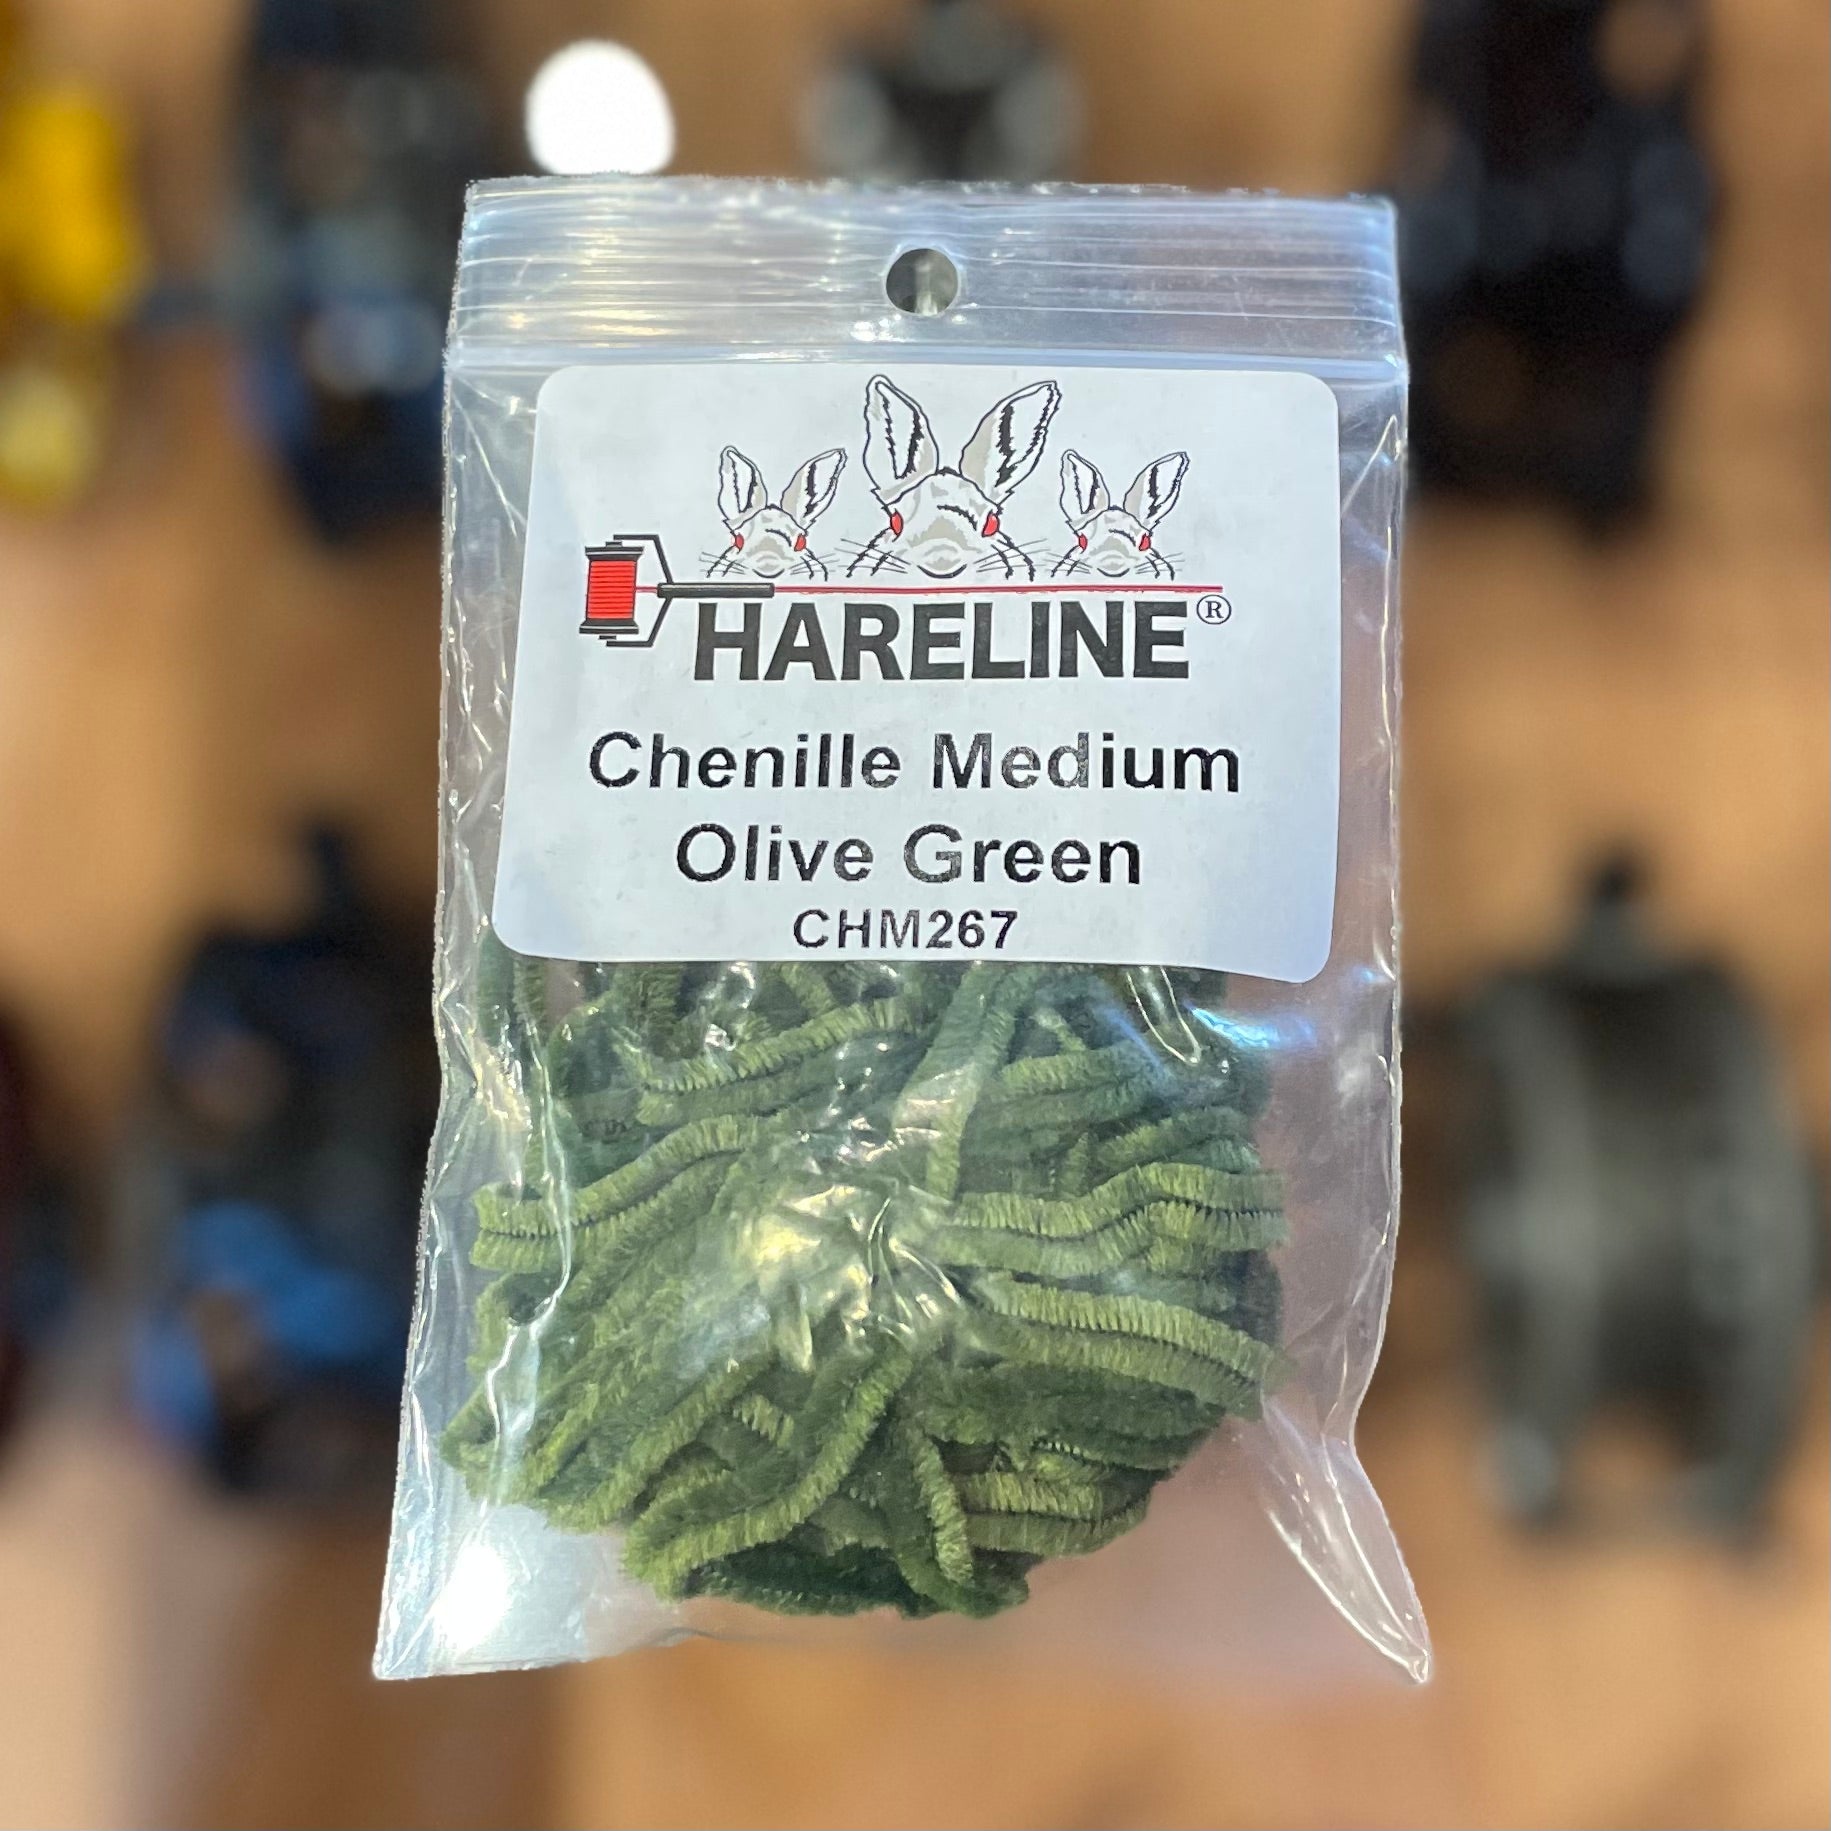 HARELINE®
Chenille Medium
Olive Green
CHM267